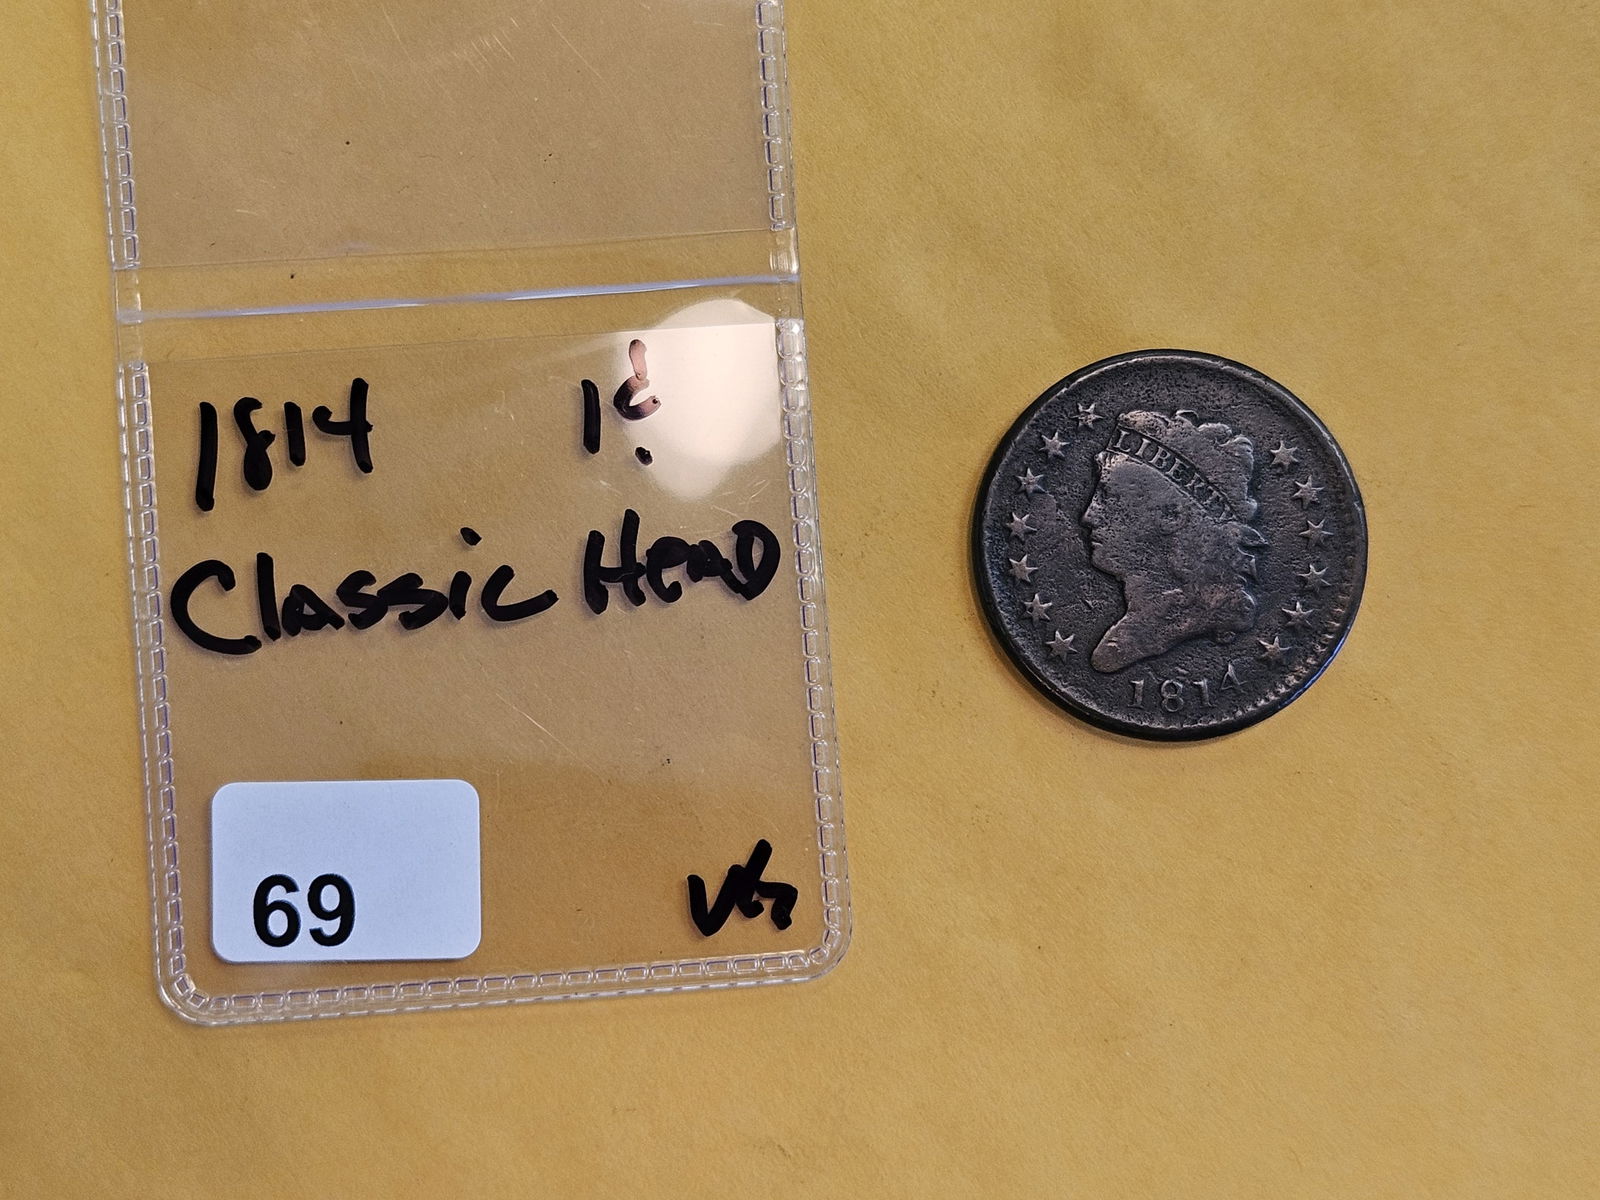 1814 1¢
Classic Head
69
VG
LIBERTY
1814